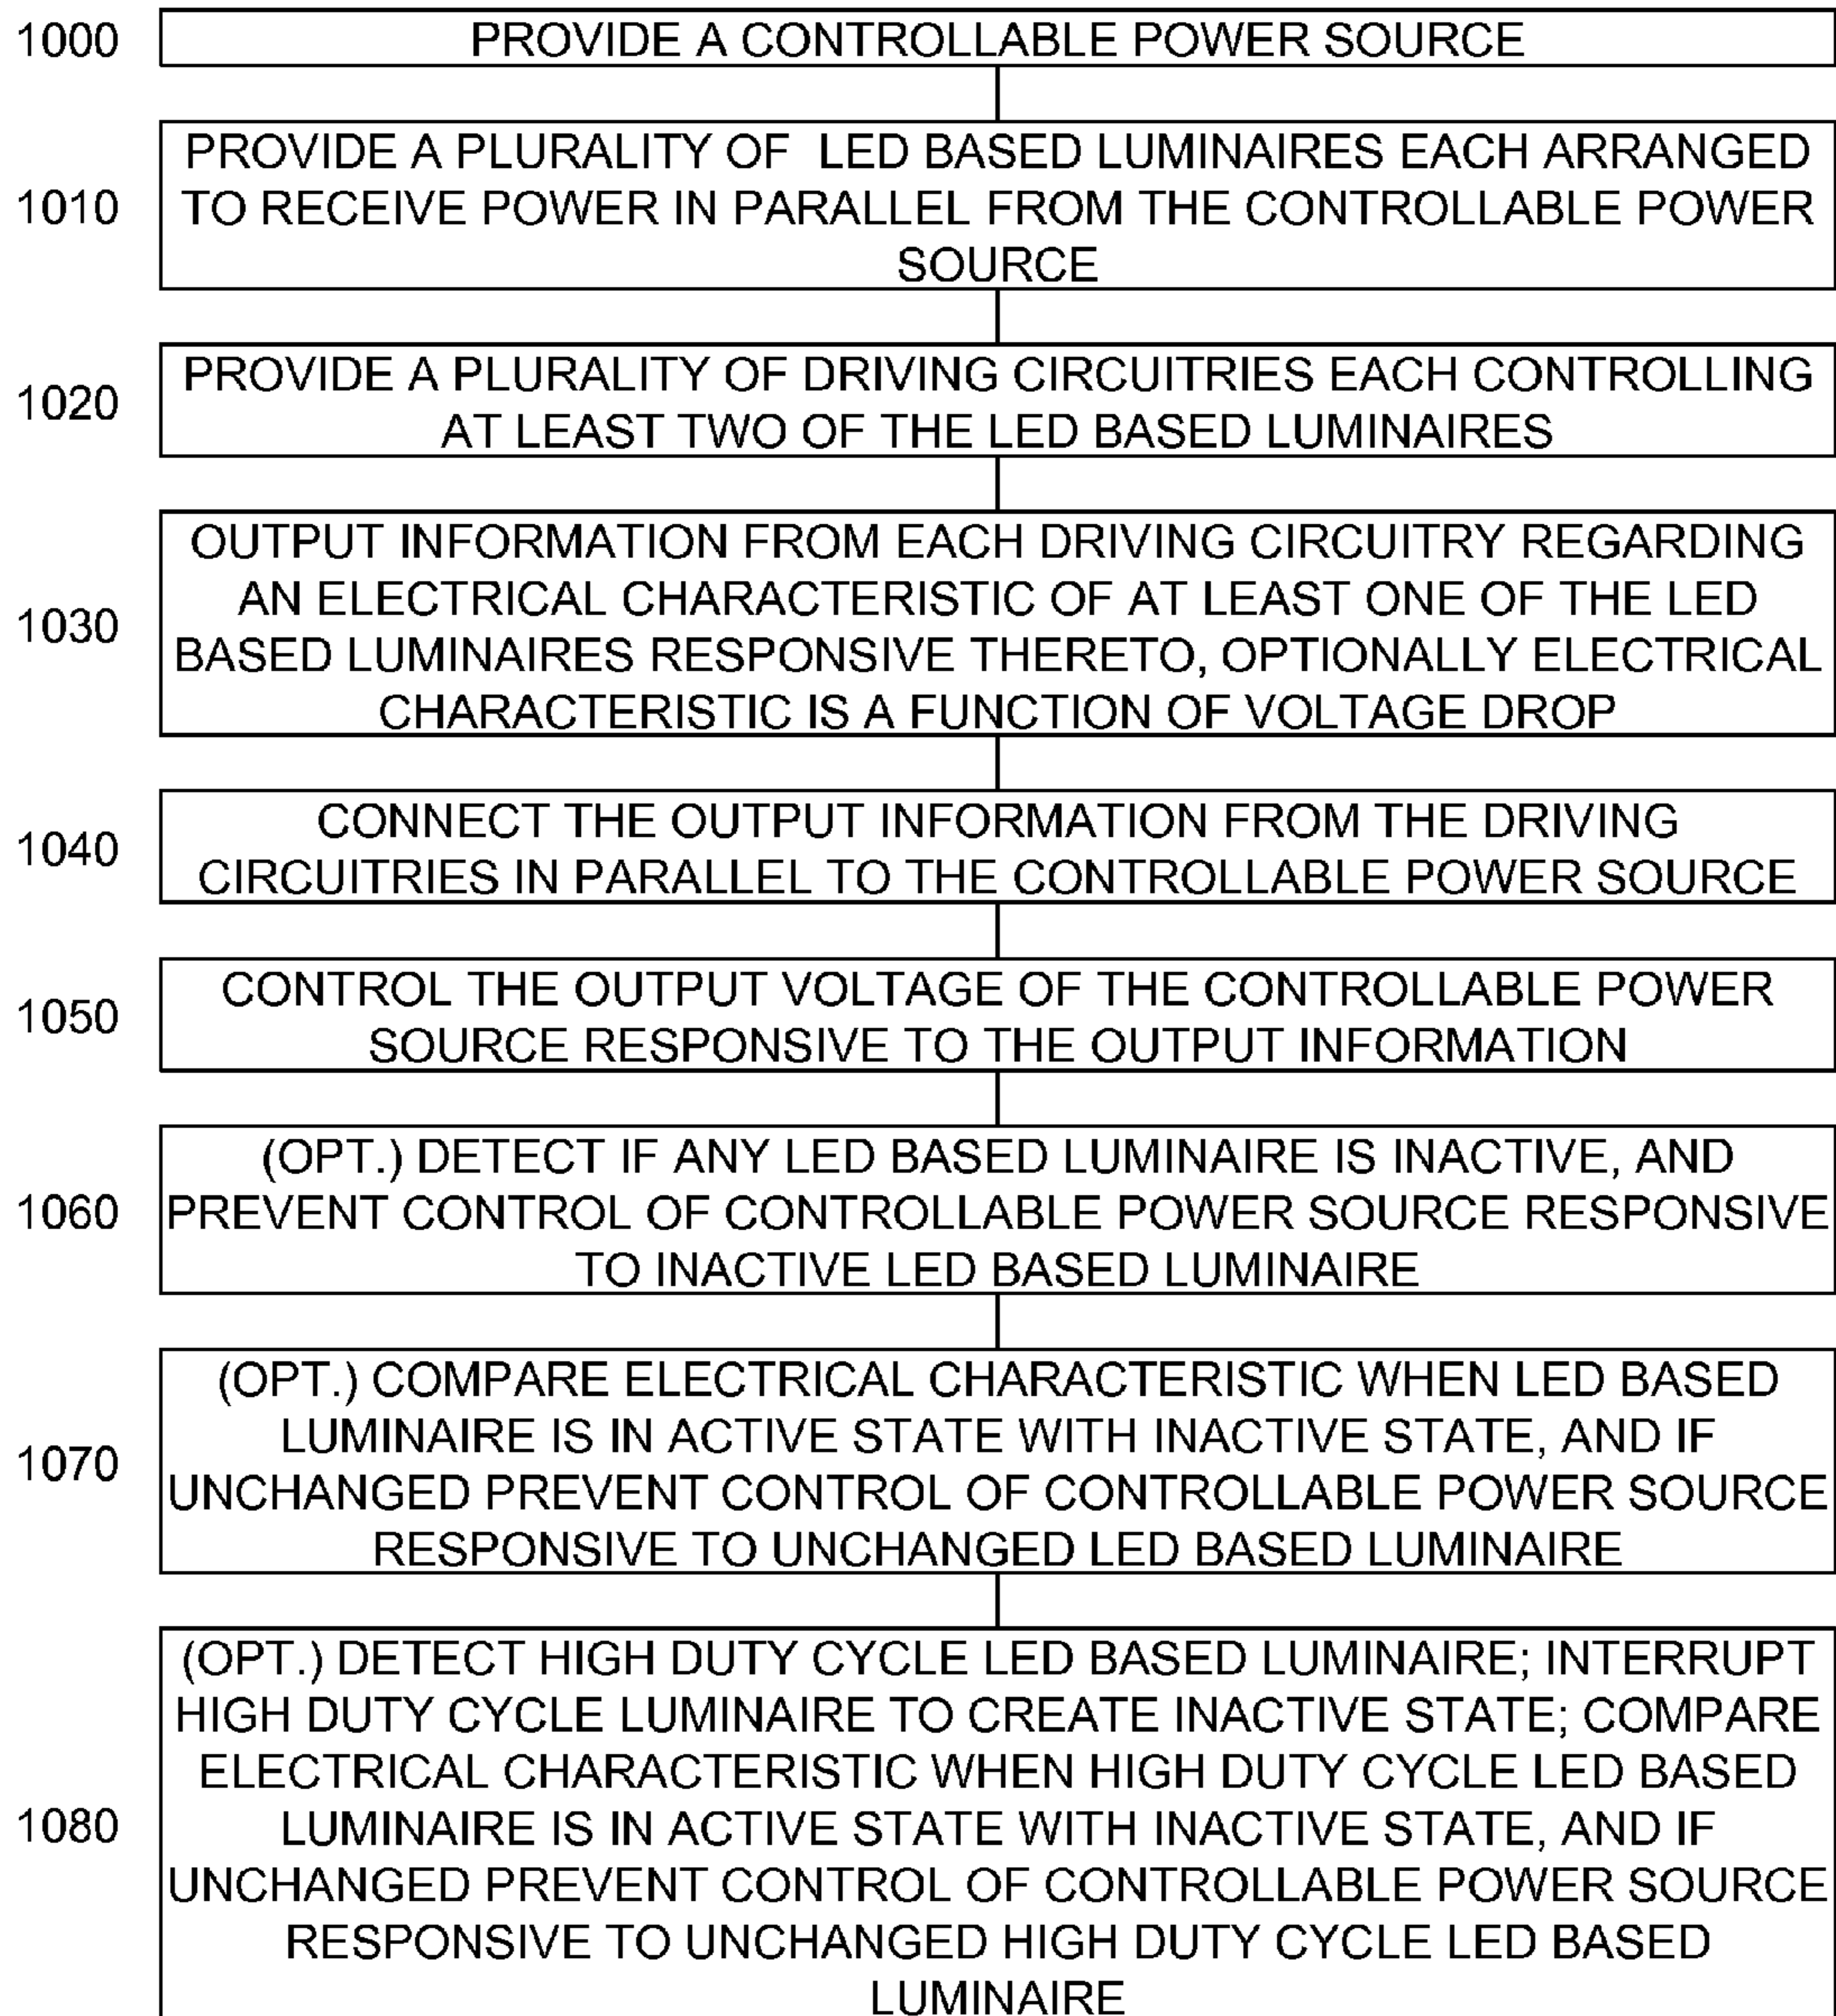 1000
PROVIDE A CONTROLLABLE POWER SOURCE
1010
PROVIDE A PLURALITY OF LED BASED LUMINAIRES EACH ARRANGED
TO RECEIVE POWER IN PARALLEL FROM THE CONTROLLABLE POWER
SOURCE
1020
PROVIDE A PLURALITY OF DRIVING CIRCUITRIES EACH CONTROLLING
AT LEAST TWO OF THE LED BASED LUMINAIRES
1030
OUTPUT INFORMATION FROM EACH DRIVING CIRCUITRY REGARDING
AN ELECTRICAL CHARACTERISTIC OF AT LEAST ONE OF THE LED
BASED LUMINAIRES RESPONSIVE THERETO, OPTIONALLY ELECTRICAL
CHARACTERISTIC IS A FUNCTION OF VOLTAGE DROP
1040
CONNECT THE OUTPUT INFORMATION FROM THE DRIVING
CIRCUITRIES IN PARALLEL TO THE CONTROLLABLE POWER SOURCE
1050
CONTROL THE OUTPUT VOLTAGE OF THE CONTROLLABLE POWER
SOURCE RESPONSIVE TO THE OUTPUT INFORMATION
1060
(OPT.) DETECT IF ANY LED BASED LUMINAIRE IS INACTIVE, AND
PREVENT CONTROL OF CONTROLLABLE POWER SOURCE RESPONSIVE
TO INACTIVE LED BASED LUMINAIRE
1070
(OPT.) COMPARE ELECTRICAL CHARACTERISTIC WHEN LED BASED
LUMINAIRE IS IN ACTIVE STATE WITH INACTIVE STATE, AND IF
UNCHANGED PREVENT CONTROL OF CONTROLLABLE POWER SOURCE
RESPONSIVE TO UNCHANGED LED BASED LUMINAIRE
1080
(OPT.) DETECT HIGH DUTY CYCLE LED BASED LUMINAIRE; INTERRUPT
HIGH DUTY CYCLE LUMINAIRE TO CREATE INACTIVE STATE; COMPARE
ELECTRICAL CHARACTERISTIC WHEN HIGH DUTY CYCLE LED BASED
LUMINAIRE IS IN ACTIVE STATE WITH INACTIVE STATE, AND IF
UNCHANGED PREVENT CONTROL OF CONTROLLABLE POWER SOURCE
RESPONSIVE TO UNCHANGED HIGH DUTY CYCLE LED BASED
LUMINAIRE